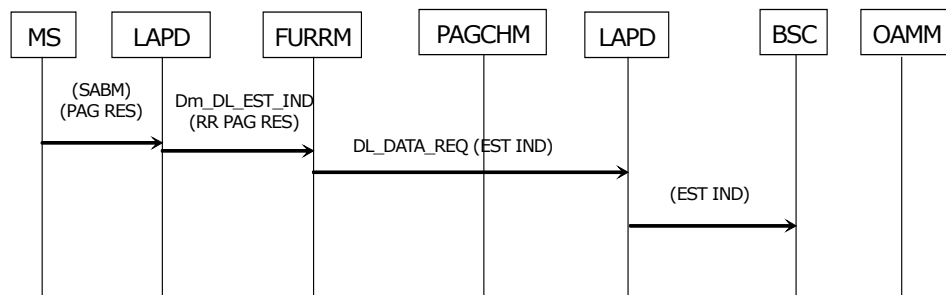 MS
LAPD
FURRM
PAGCHM
LAPD
BSC
OAMM
(SABM)
(PAG RES)
Dm_DL_EST_IND
(RR PAG RES)
DL_DATA_REQ (EST IND)
(EST IND)